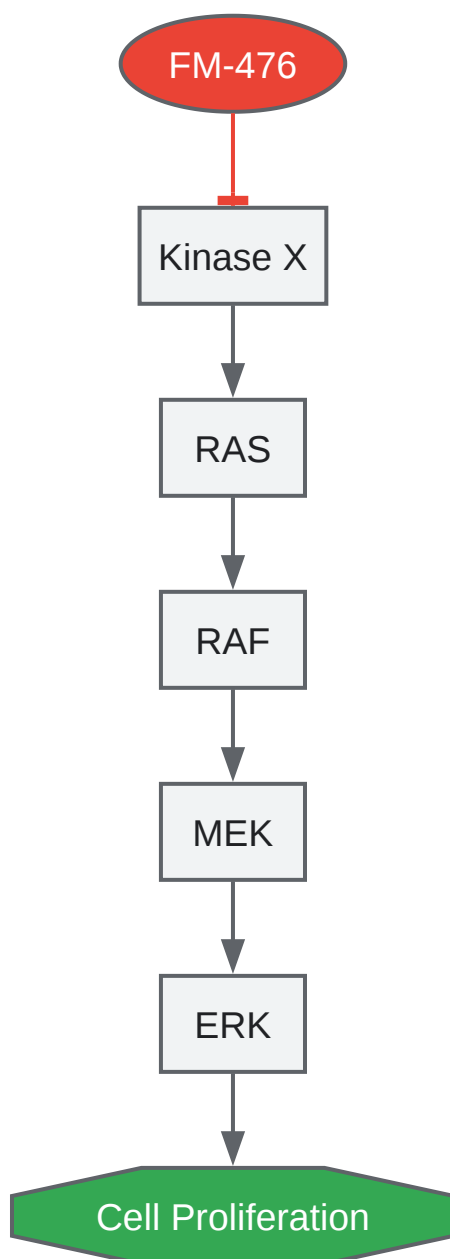 FM-476
Kinase X
RAS
RAF
MEK
ERK
Cell Proliferation